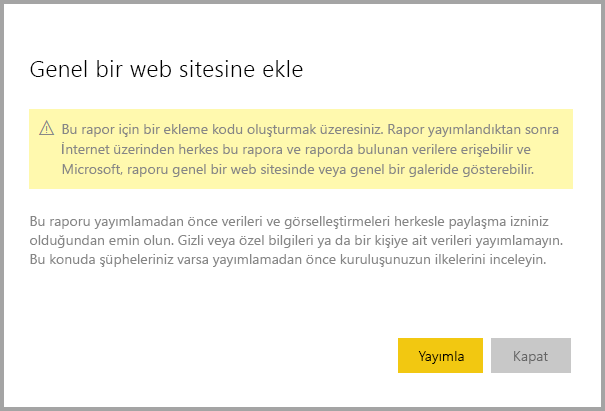 Genel bir web sitesine ekle
Bu rapor için bir ekleme kodu oluşturmak üzeresiniz. Rapor yayımlandıktan sonra
İnternet üzerinden herkes bu rapora ve raporda bulunan verilere erişebilir ve
Microsoft, raporu genel bir web sitesinde veya genel bir galeride gösterebilir.
Bu raporu yayımlamadan önce verileri ve görselleştirmeleri herkesle paylaşma izniniz
olduğundan emin olun. Gizli veya özel bilgileri ya da bir kişiye ait verileri yayımlamayın.
Bu konuda şüpheleriniz varsa yayımlamadan önce kuruluşunuzun ilkelerini inceleyin.
Yayımla
Kapat